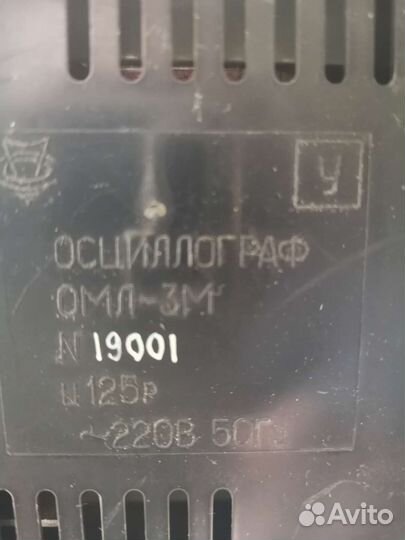 У
ОСЦИЛЛОГРАФ
ОМЛ-3М
N 19001
ц 125р
~220В 50Гц
Avito